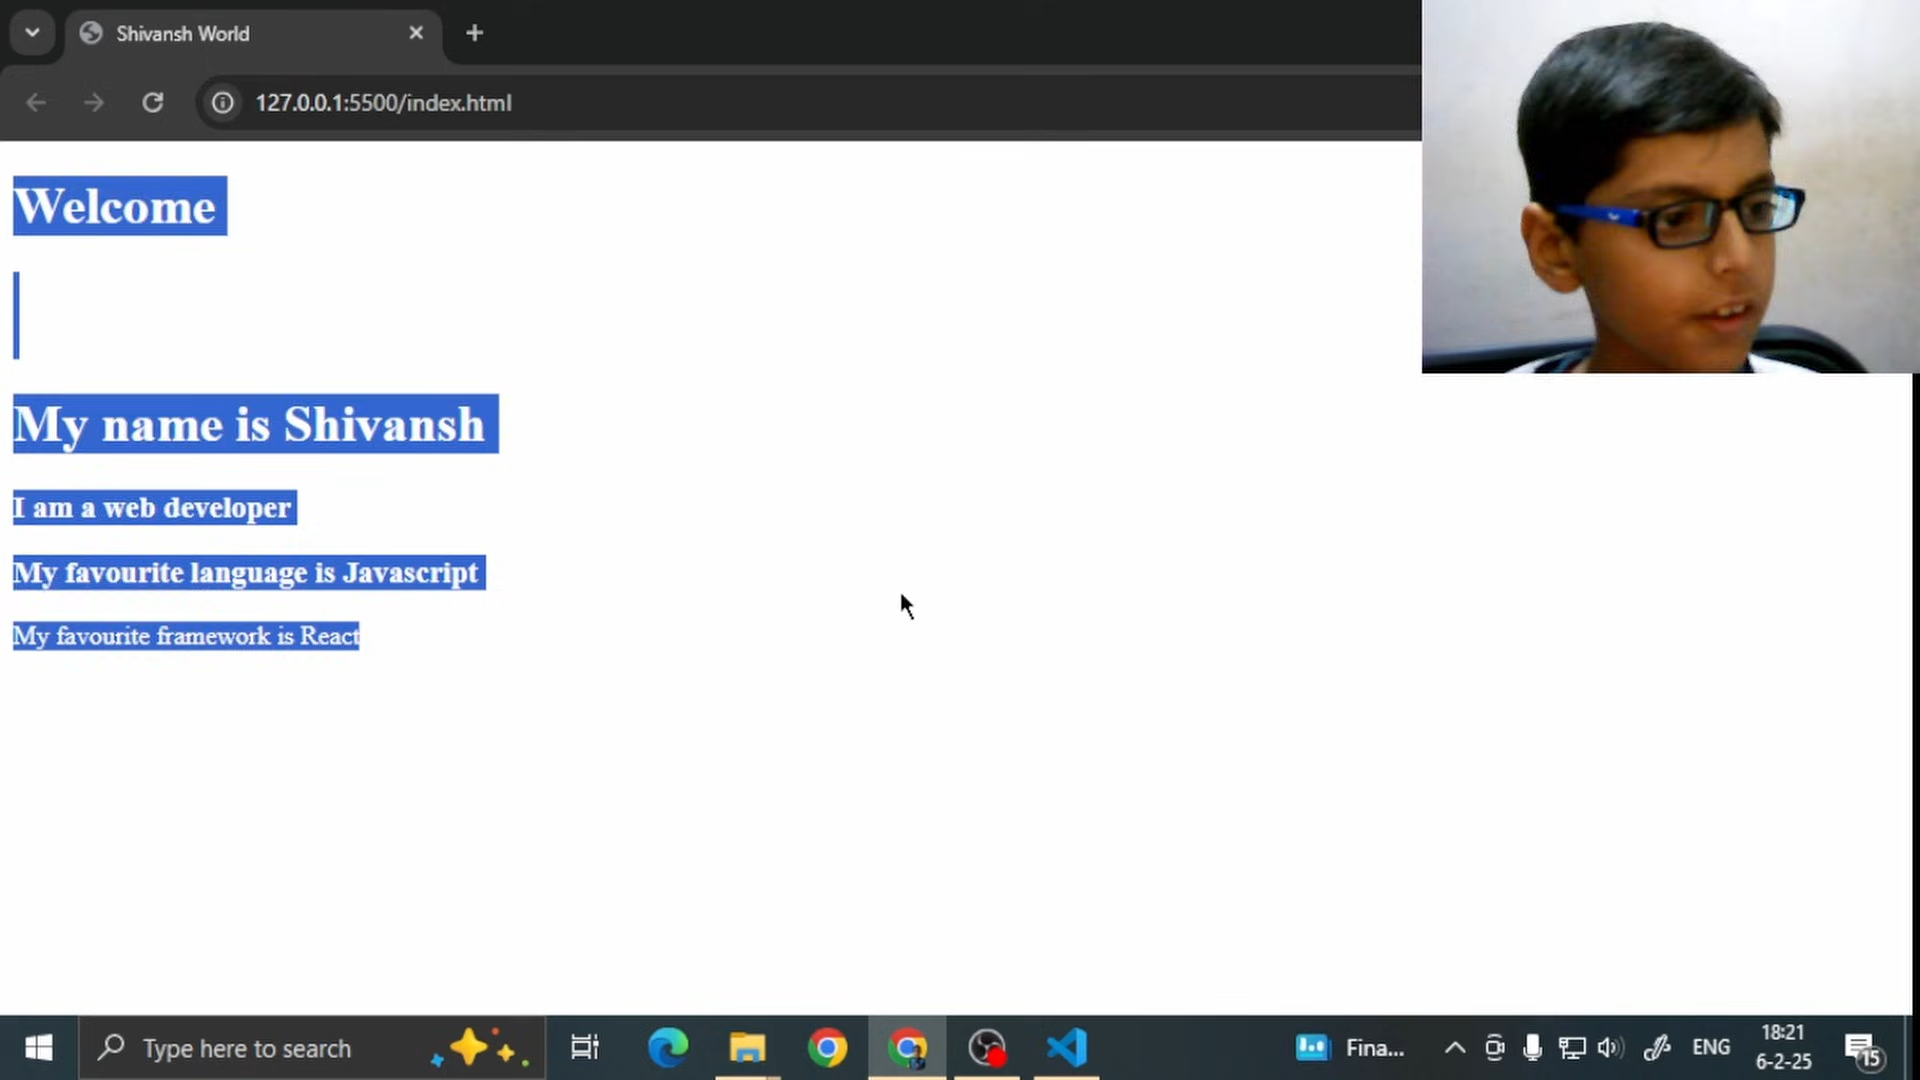 Shivansh World
127.0.0.1:5500/index.html
Welcome
My name is Shivansh
I am a web developer
My favourite language is Javascript
My favourite framework is React
Type here to search
Fina...
ENG
18:21
6-2-25
15